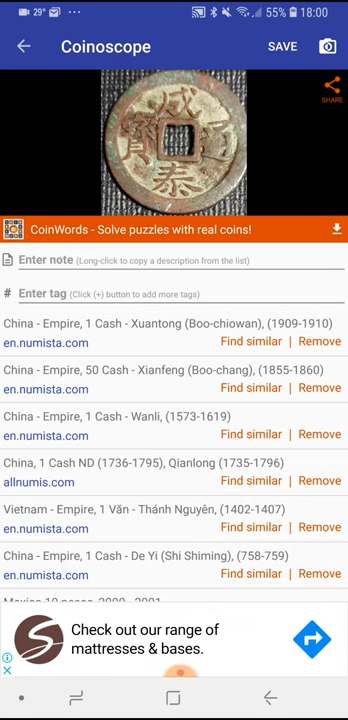 29°
55% 18:00
Coinoscope
SAVE
SHARE
咸
泰
通
寶
CoinWords - Solve puzzles with real coins!
Enter note (Long-click to copy a description from the list)
# Enter tag (Click (+) button to add more tags)
China - Empire, 1 Cash - Xuantong (Boo-chiowan), (1909-1910)
en.numista.com
Find similar | Remove
China - Empire, 50 Cash - Xianfeng (Boo-chang), (1855-1860)
en.numista.com
Find similar | Remove
China - Empire, 1 Cash - Wanli, (1573-1619)
en.numista.com
Find similar | Remove
China, 1 Cash ND (1736-1795), Qianlong (1735-1796)
allnumis.com
Find similar | Remove
Vietnam - Empire, 1 Văn - Thánh Nguyên, (1402-1407)
en.numista.com
Find similar | Remove
China - Empire, 1 Cash - De Yi (Shi Shiming), (758-759)
en.numista.com
Find similar | Remove
Check out our range of
mattresses & bases.